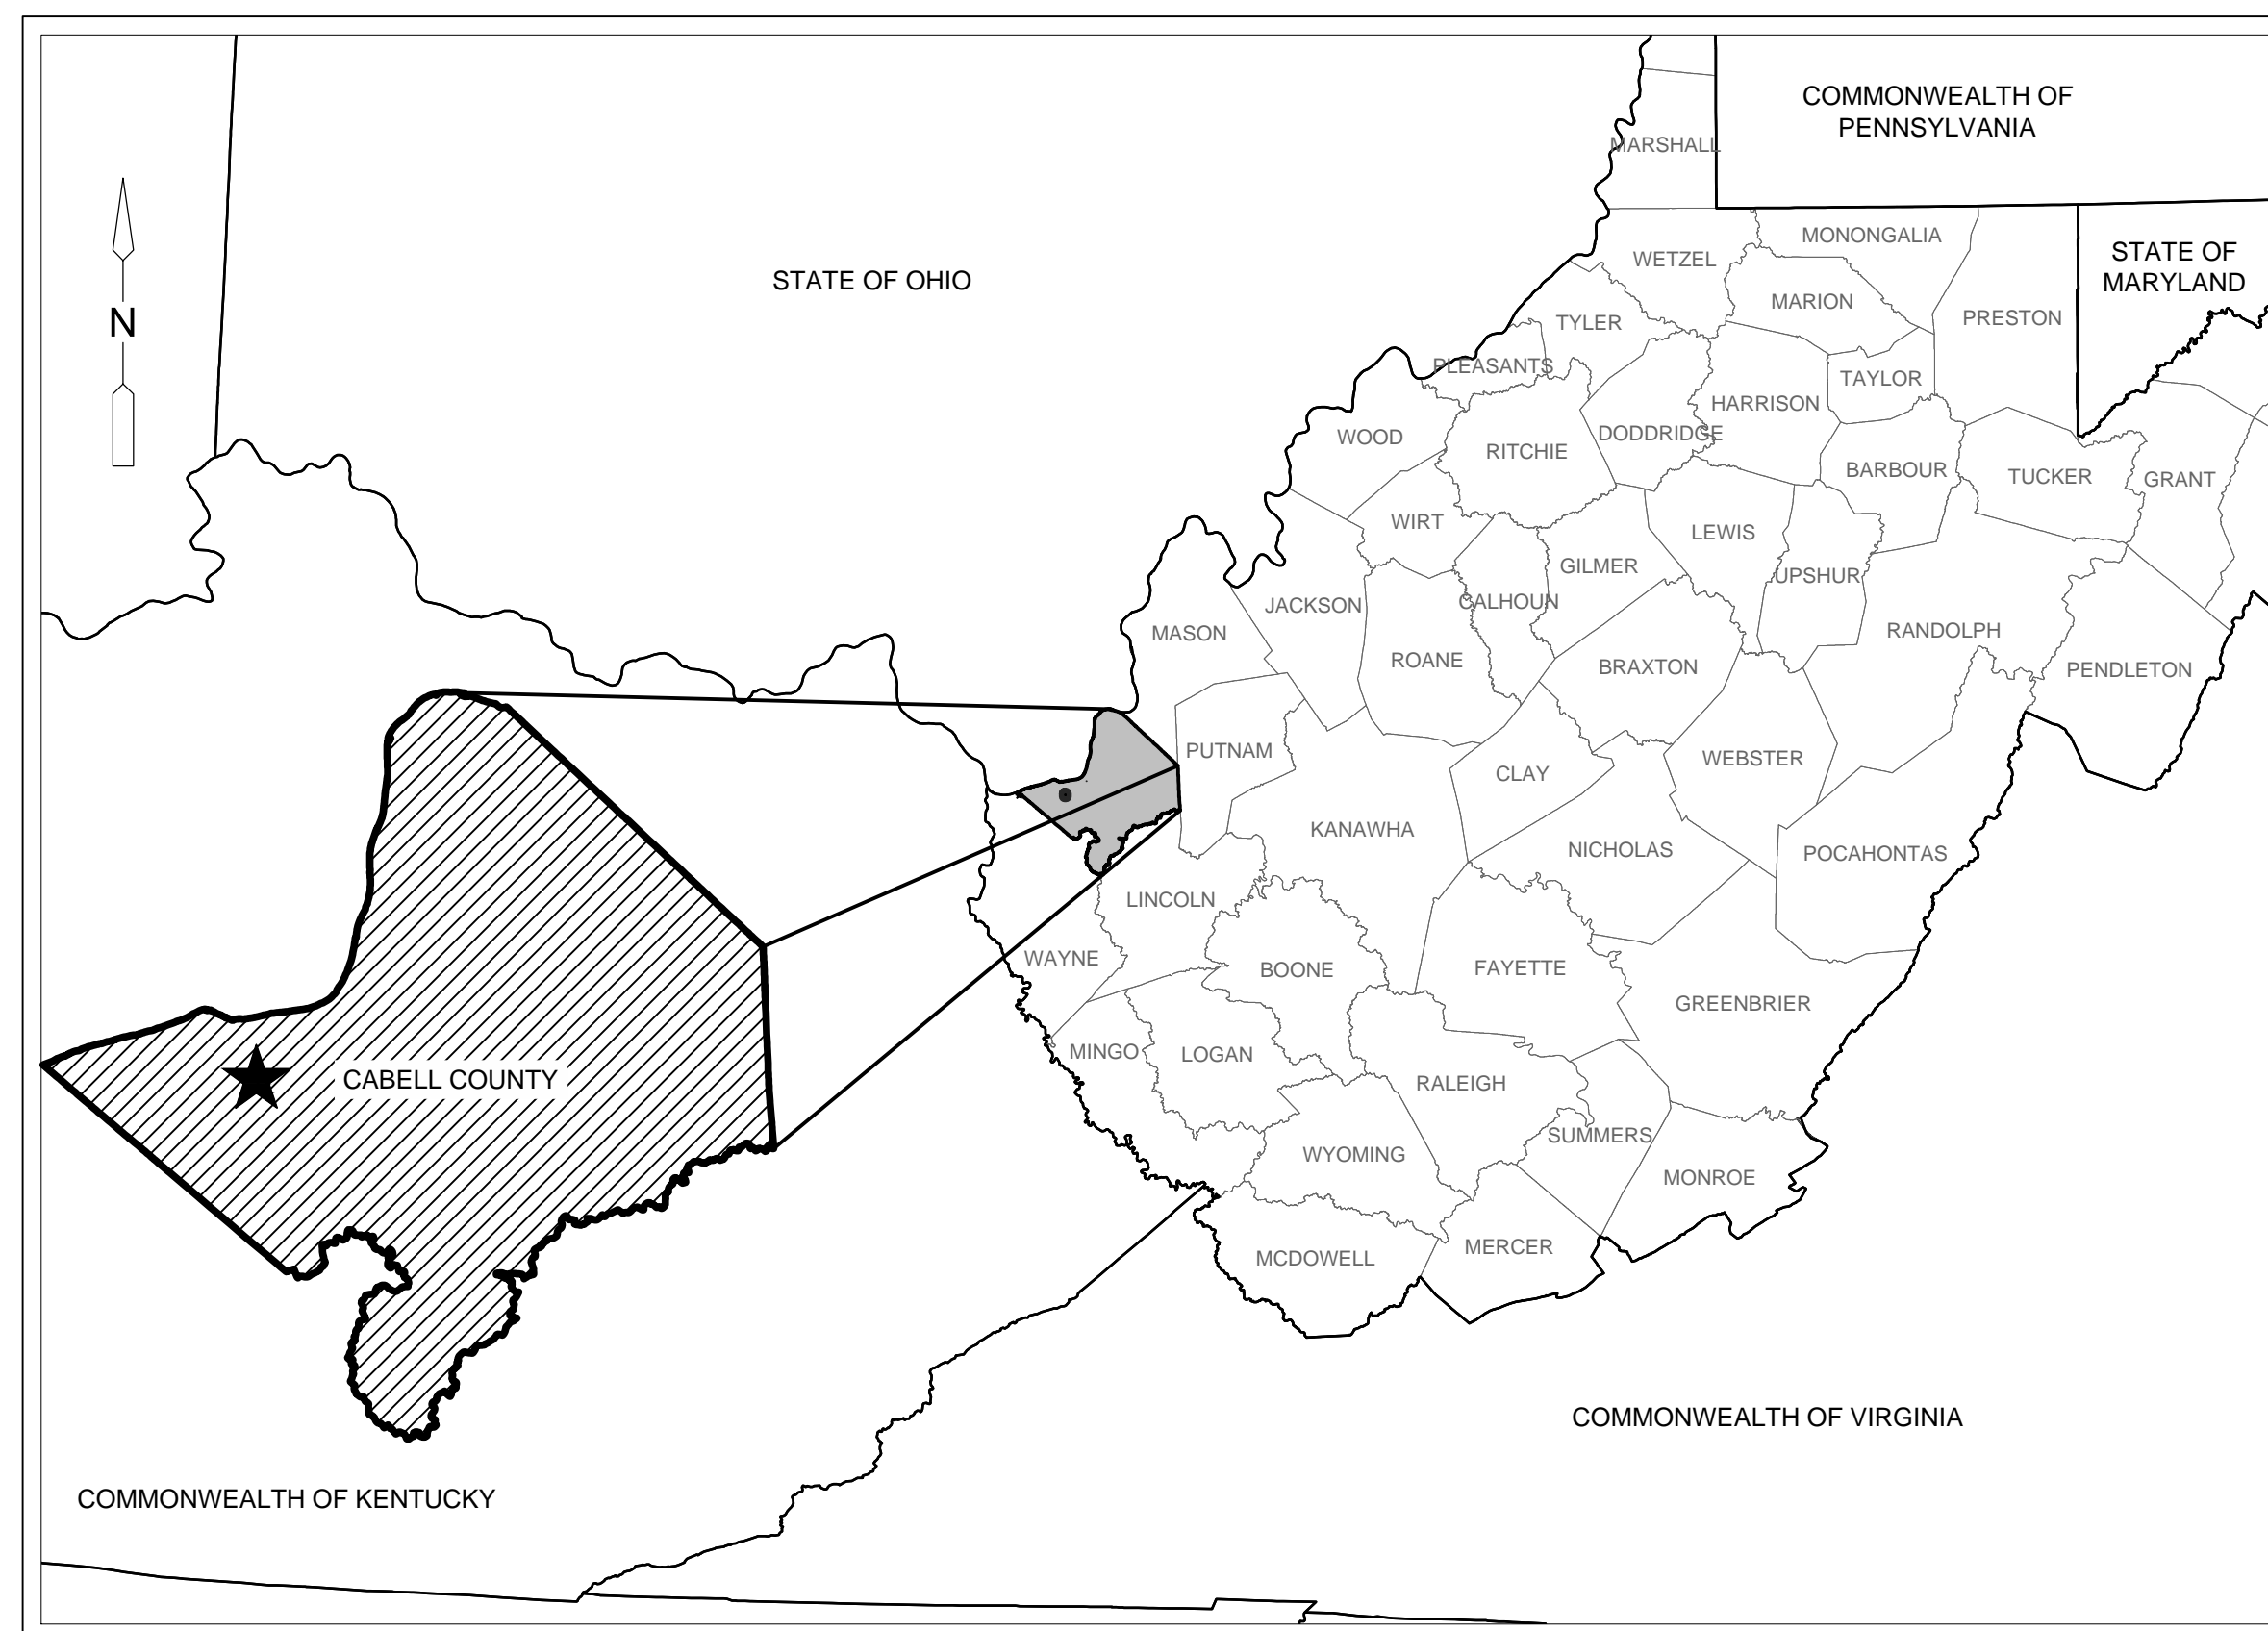 COMMONWEALTH OF
PENNSYLVANIA
MARSHALL
MONONGALIA
STATE OF
MARYLAND
WETZEL
STATE OF OHIO
MARION
N
TYLER
PRESTON
PLEASANTS
TAYLOR
HARRISON
WOOD
DODDRIDGE
RITCHIE
BARBOUR
TUCKER
GRANT
WIRT
LEWIS
GILMER
UPSHUR
CALHOUN
JACKSON
MASON
RANDOLPH
ROANE
BRAXTON
PENDLETON
PUTNAM
WEBSTER
CLAY
KANAWHA
NICHOLAS
POCAHONTAS
LINCOLN
WAYNE
BOONE
FAYETTE
GREENBRIER
MINGO
LOGAN
CABELL COUNTY
RALEIGH
SUMMERS
WYOMING
MONROE
MERCER
MCDOWELL
COMMONWEALTH OF VIRGINIA
COMMONWEALTH OF KENTUCKY